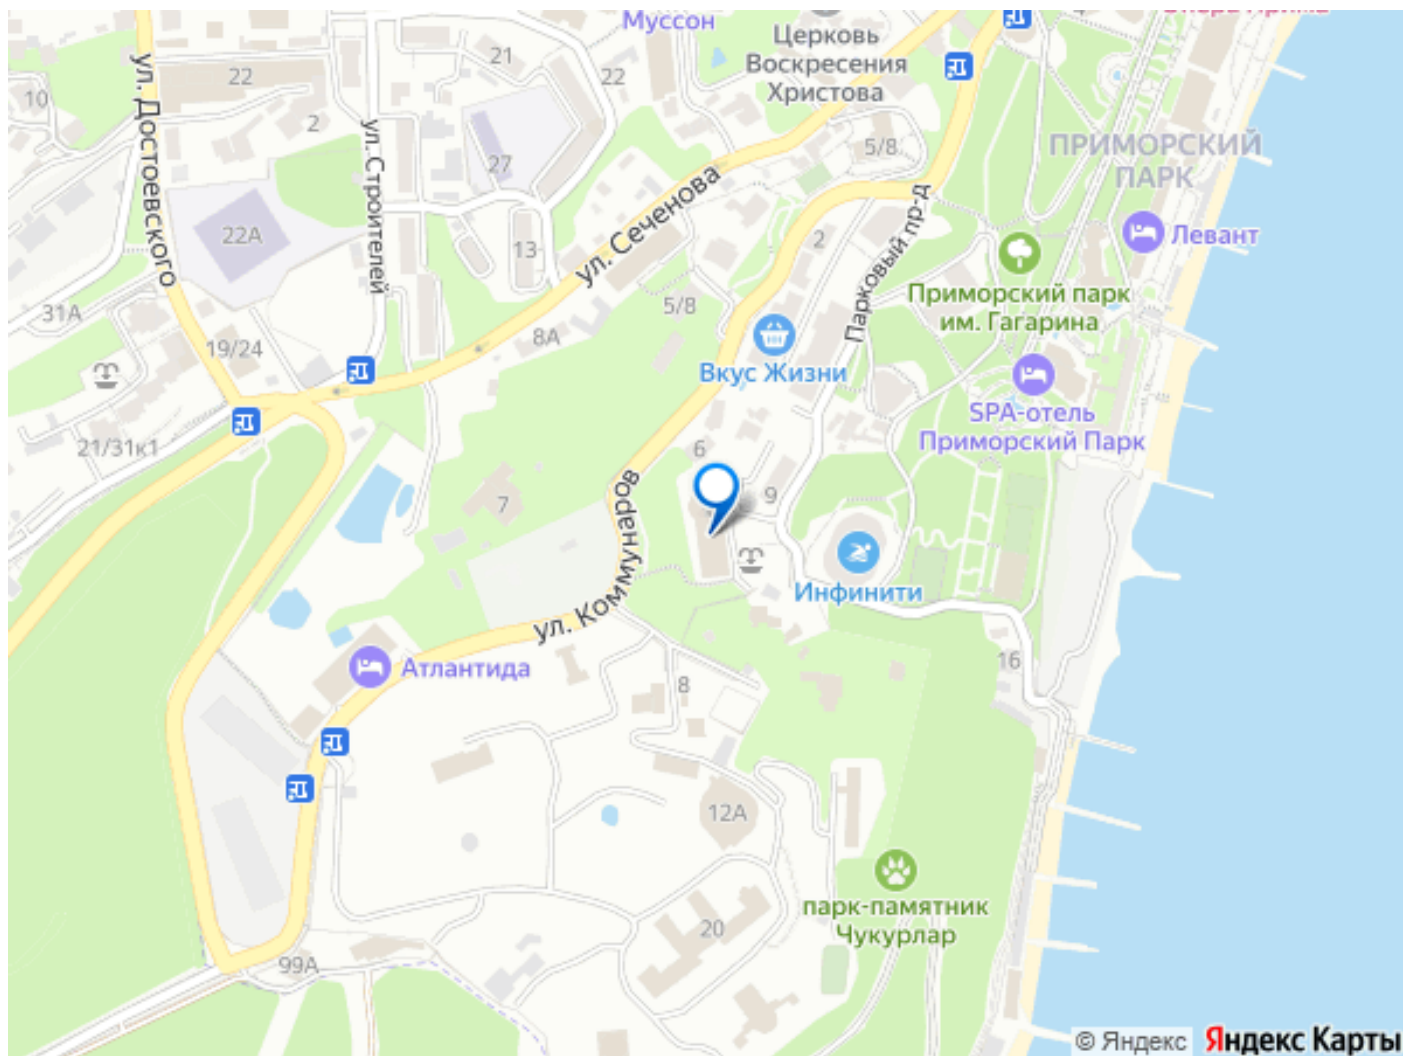 Муссон
Церковь
Воскресения
Христова
21
22
22
10
2
ул. Достоевского
ул. Строителей
27
5/8
ПРИМОРСКИЙ
ПАРК
22А
13
ул. Сеченова
2
Парковый пр-д
Левант
Приморский парк
им. Гагарина
31А
19/24
8А
5/8
Вкус Жизни
SPA-отель
Приморский Парк
21/31к1
6
7
9
ул. Коммунаров
Инфинити
Атлантида
8
16
12А
парк-памятник
Чукурлар
20
99А
© Яндекс Яндекс Карты